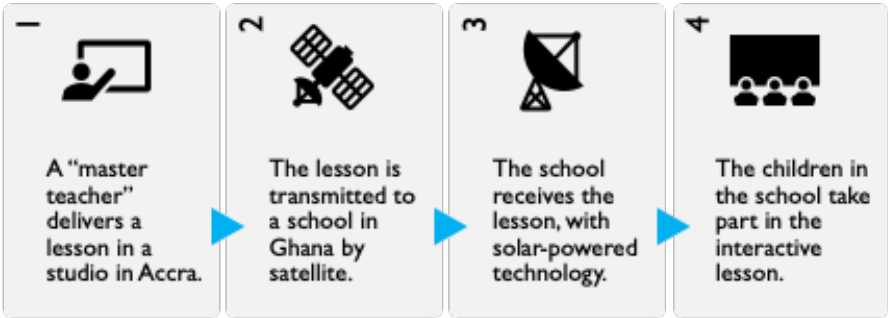 1
A “master
teacher”
delivers a
lesson in a
studio in Accra.
2
The lesson is
transmitted to
a school in
Ghana by
satellite.
3
The school
receives the
lesson, with
solar-powered
technology.
4
The children in
the school take
part in the
interactive
lesson.